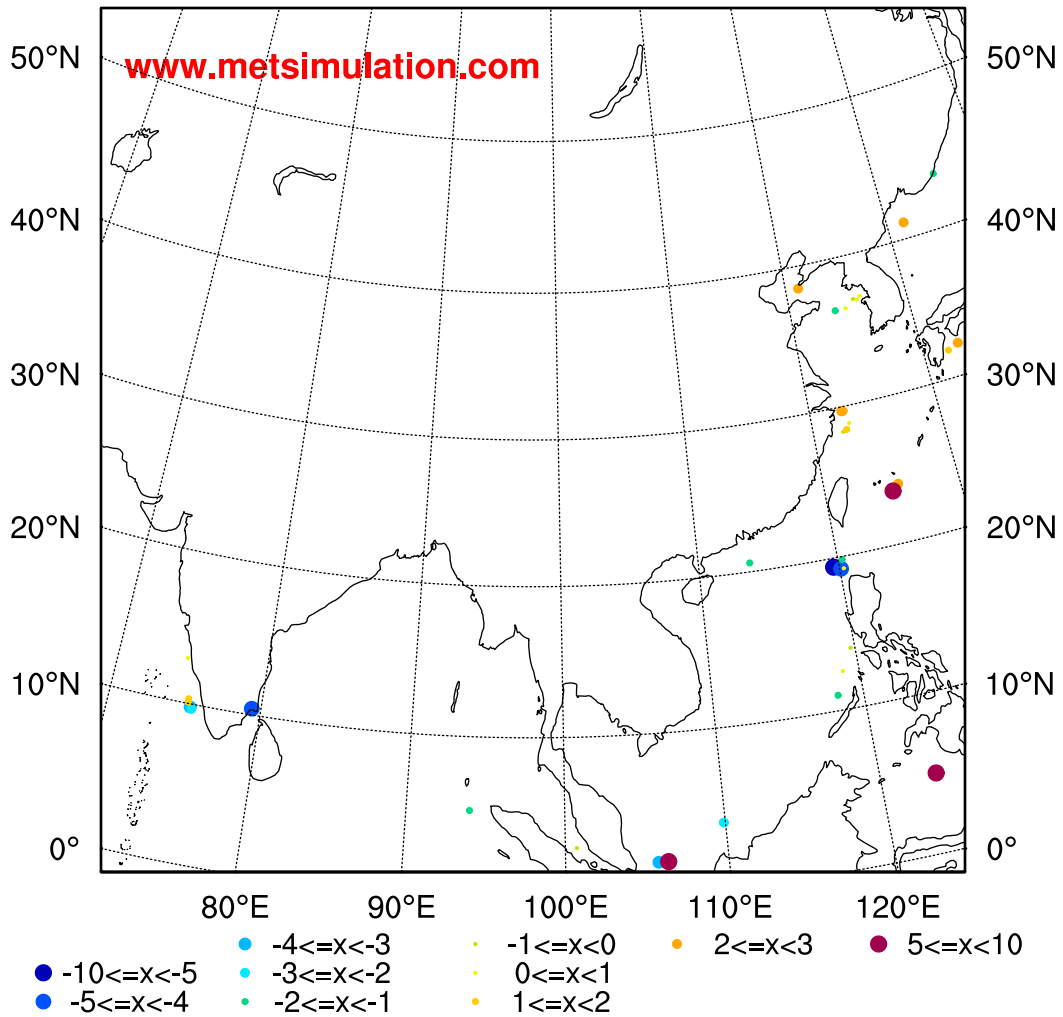 www.metsimulation.com
50°N 50°N
40°N 40°N
30°N 30°N
20°N 20°N
10°N 10°N
0° 0°
80°E 90°E 100°E 110°E 120°E
-4<=x<-3 -1<=x<0 2<=x<3 5<=x<10
-10<=x<-5 -3<=x<-2 0<=x<1
-5<=x<-4 -2<=x<-1 1<=x<2